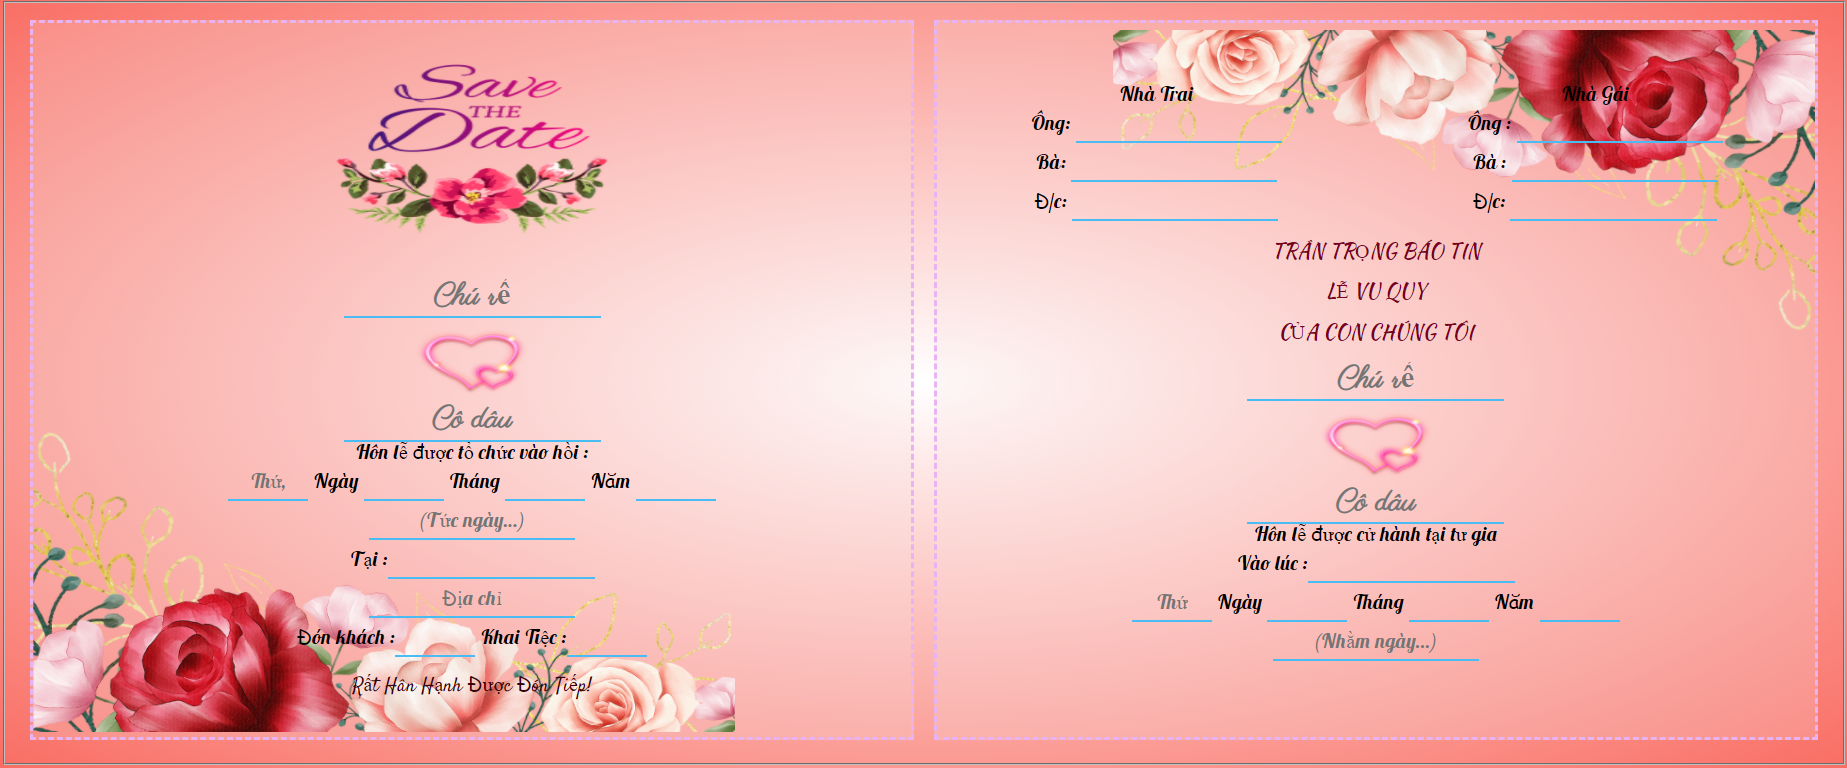 Save
THE
Date
Chú rể
Cô dâu
Hôn lễ được tổ chức vào hồi :
Thứ, Ngày Tháng Năm
(Tức ngày...)
Tại :
Địa chỉ
Đón khách : Khai Tiệc :
Rất Hân Hạnh Được Đón Tiếp!
Nhà Trai Nhà Gái
Ông: Ông :
Bà: Bà :
Đ/c: Đ/c:
TRÂN TRỌNG BÁO TIN
LỄ VU QUY
CỦA CON CHÚNG TÔI
Chú rể
Cô dâu
Hôn lễ được cử hành tại tư gia
Vào lúc :
Thứ Ngày Tháng Năm
(Nhằm ngày...)